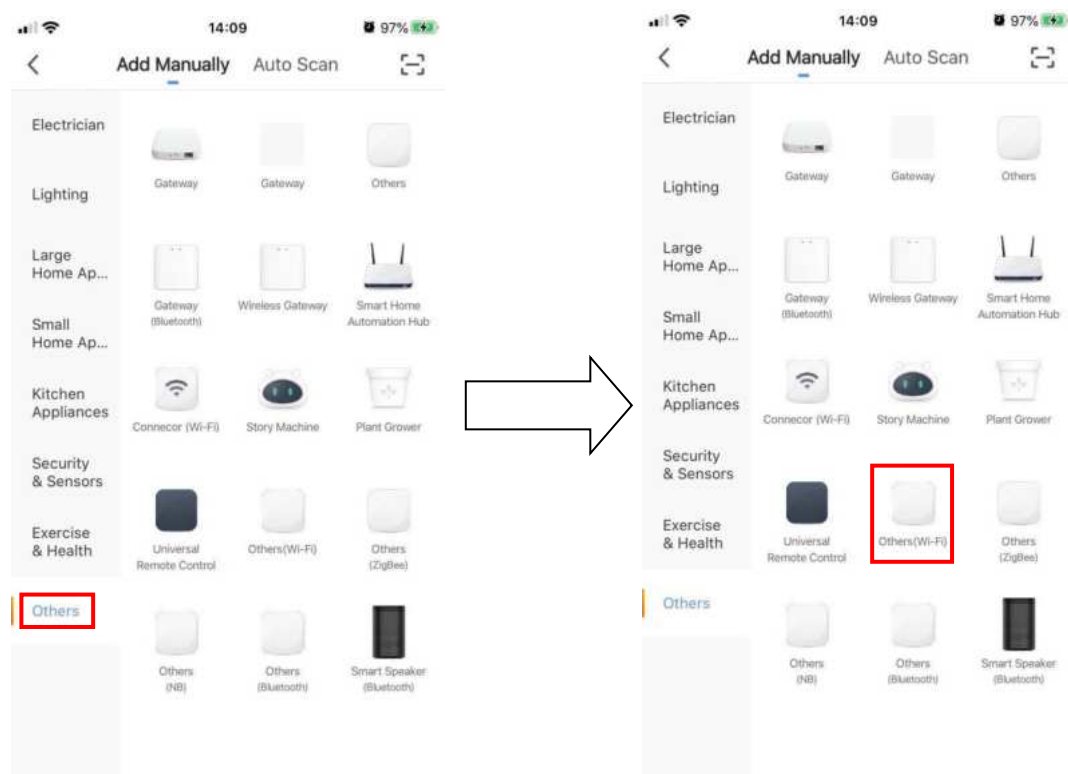 14:09
97%
Add Manually Auto Scan
Electrician
Gateway
Gateway
Others
Lighting
Large
Home Ap...
Gateway
(Bluetooth)
Wireless Gateway
Smart Home
Automation Hub
Small
Home Ap...
Kitchen
Appliances
Connecor (Wi-Fi)
Story Machine
Plant Grower
Security
& Sensors
Exercise
& Health
Universal
Remote Control
Others(Wi-Fi)
Others
(ZigBee)
Others
Others
(NB)
Others
(Bluetooth)
Smart Speaker
(Bluetooth)
14:09
97%
Add Manually Auto Scan
Electrician
Gateway
Gateway
Others
Lighting
Large
Home Ap...
Gateway
(Bluetooth)
Wireless Gateway
Smart Home
Automation Hub
Small
Home Ap...
Kitchen
Appliances
Connecor (Wi-Fi)
Story Machine
Plant Grower
Security
& Sensors
Exercise
& Health
Universal
Remote Control
Others(Wi-Fi)
Others
(ZigBee)
Others
Others
(NB)
Others
(Bluetooth)
Smart Speaker
(Bluetooth)